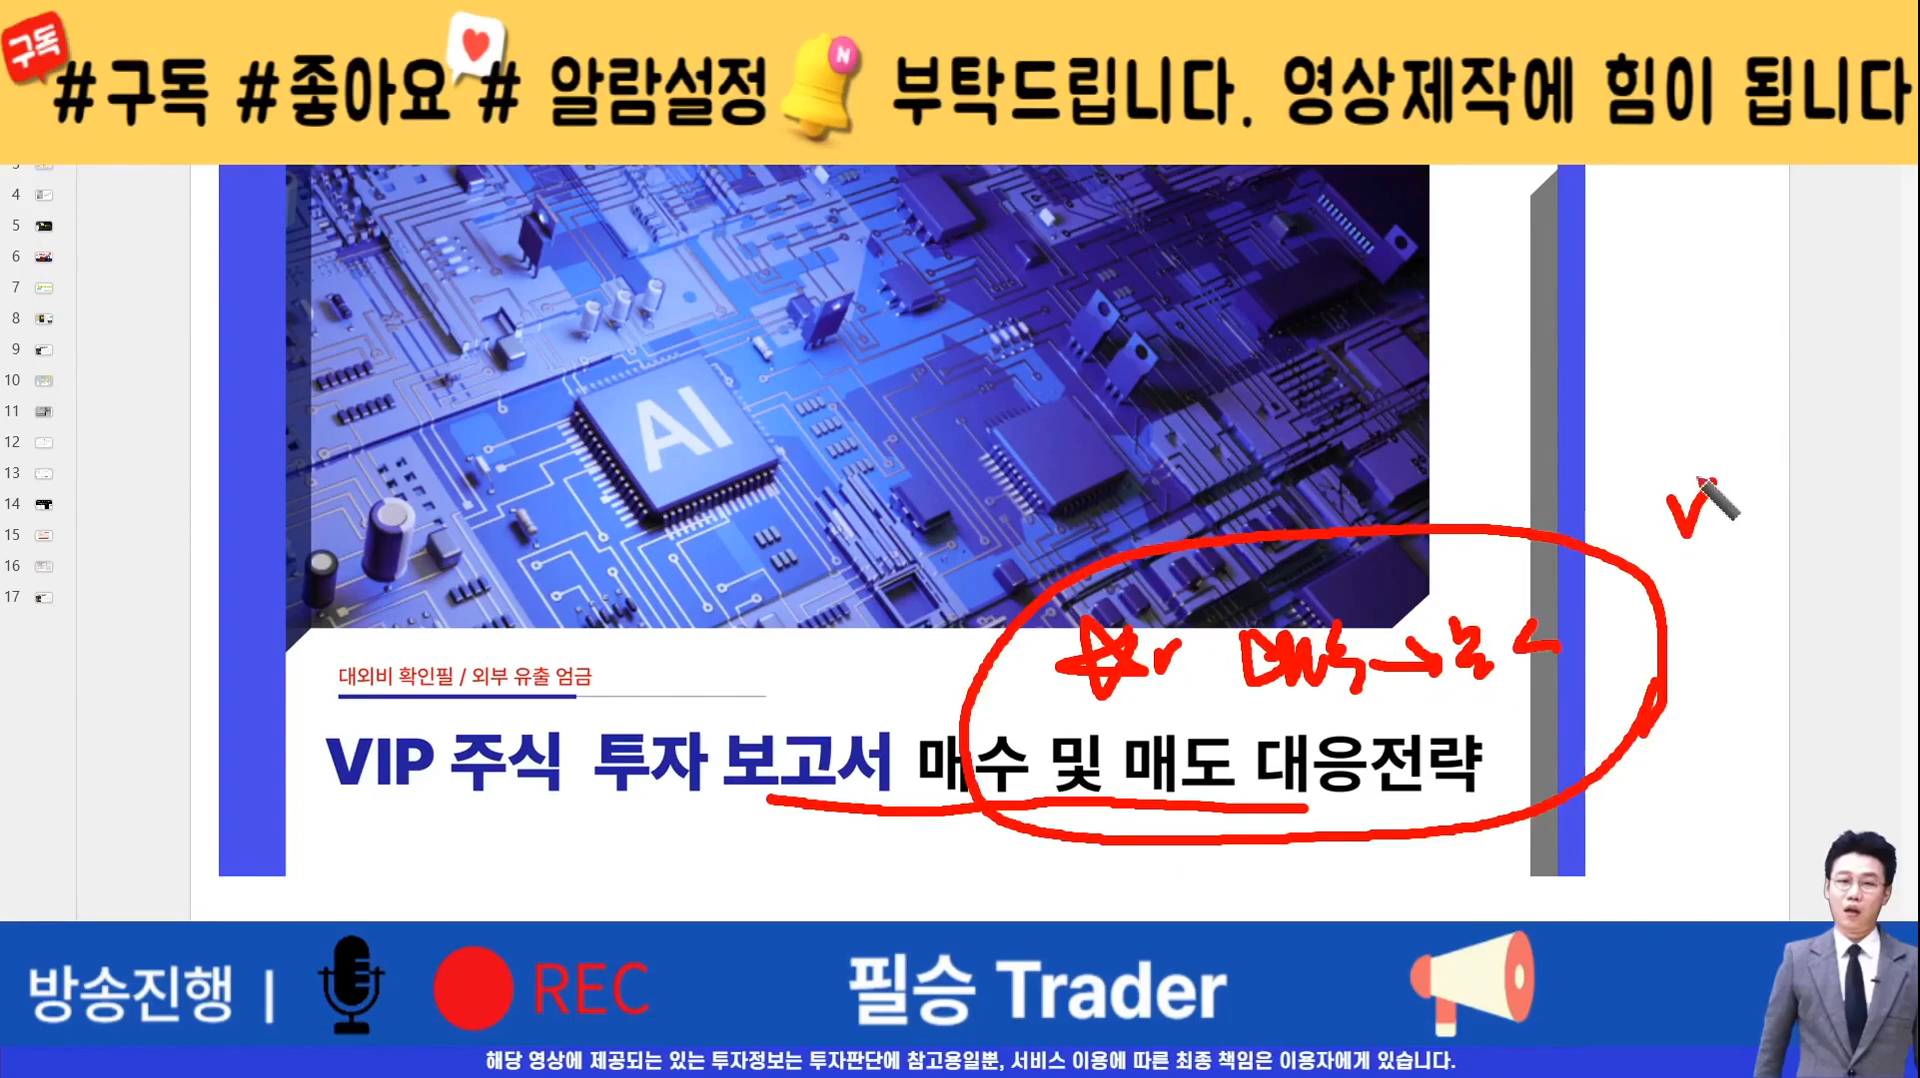 구독
#구독 #좋아요 # 알람설정 N 부탁드립니다. 영상제작에 힘이 됩니다
3
4
5
6
7
8
9
10
11
12
13
14
15
16
17
AI
대외비 확인필 / 외부 유출 엄금
VIP 주식 투자 보고서 매수 및 매도 대응전략
방송진행 | REC 필승 Trader
해당 영상에 제공되는 있는 투자정보는 투자판단에 참고용일뿐, 서비스 이용에 따른 최종 책임은 이용자에게 있습니다.